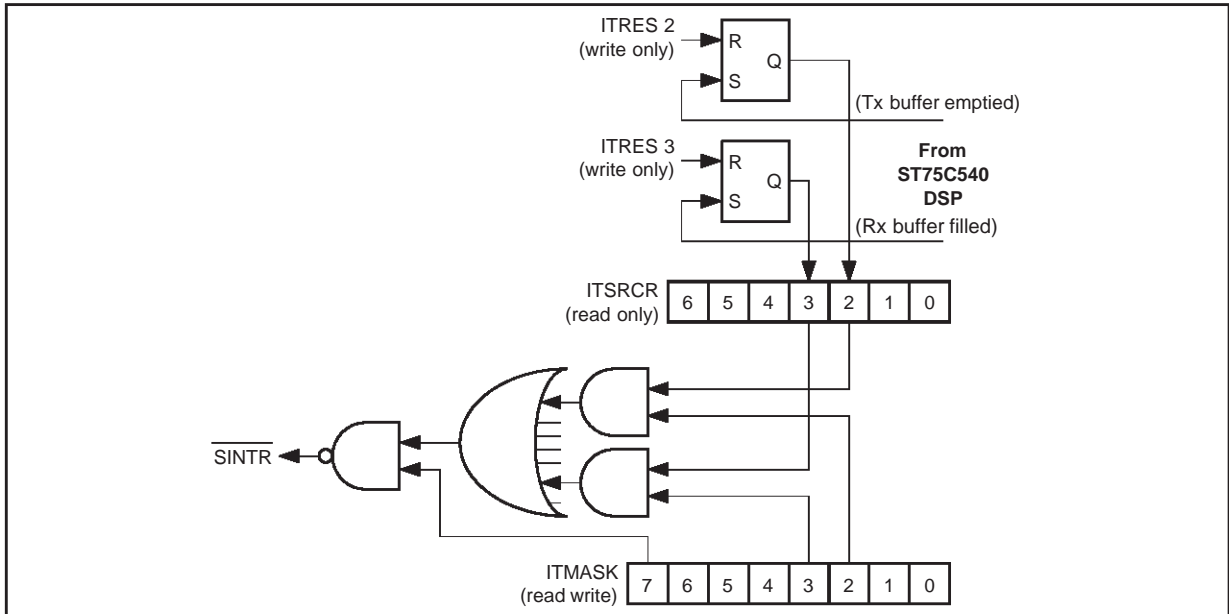 ITRES 2
(write only)
R
Q
S
(Tx buffer emptied)
ITRES 3
(write only)
R
Q
S
From
ST75C540
DSP
(Rx buffer filled)
ITSRCR
(read only)
6 5 4 3 2 1 0
SINTR
ITMASK
(read write)
7 6 5 4 3 2 1 0